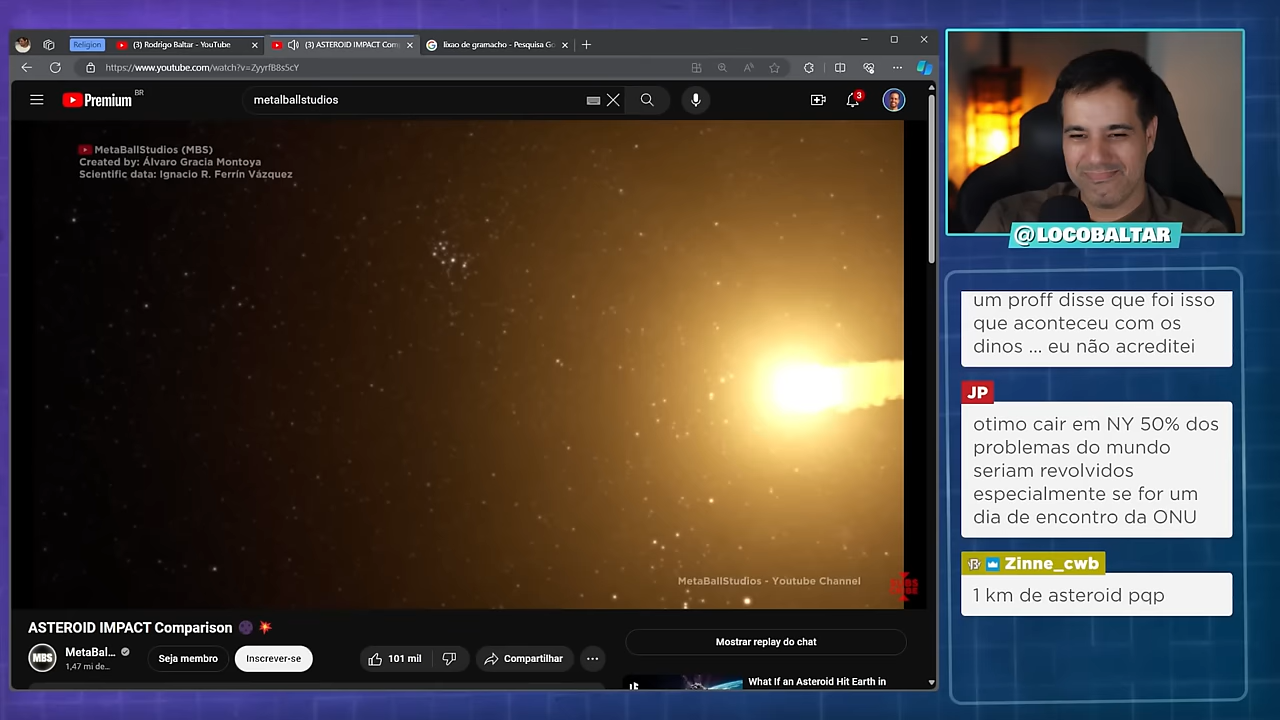 Religion
(3) Rodrigo Baltar - YouTube
(3) ASTEROID IMPACT Com
lixao de gramacho - Pesquisa Go
https://www.youtube.com/watch?v=ZyyrfB8s5cY
Premium
BR
metalballstudios
3
MetaBallStudios (MBS)
Created by: Álvaro Gracia Montoya
Scientific data: Ignacio R. Ferrín Vázquez
MetaBallStudios - Youtube Channel
ASTEROID IMPACT Comparison
MBS
MetaBal...
1,47 mi de...
Seja membro
Inscrever-se
101 mil
Compartilhar
Mostrar replay do chat
What If an Asteroid Hit Earth in
@LOCOBALTAR
um proff disse que foi isso
que aconteceu com os
dinos ... eu não acreditei
JP
otimo cair em NY 50% dos
problemas do mundo
seriam revolvidos
especialmente se for um
dia de encontro da ONU
Zinne_cwb
1 km de asteroid pqp